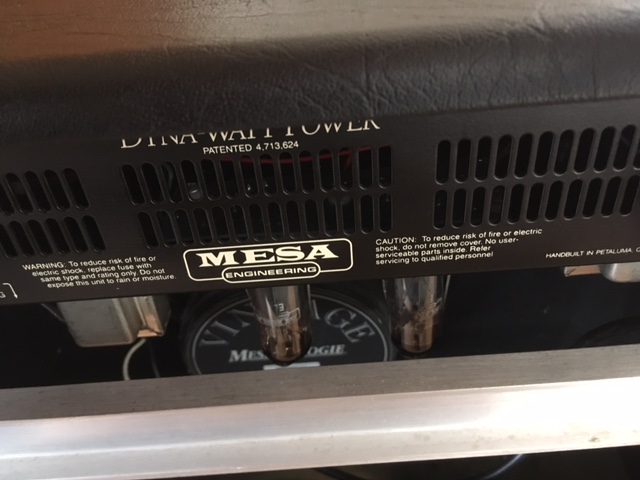 DYNA-WATT POWER
PATENTED 4,713,624
WARNING: To reduce risk of fire or
electric shock, replace fuse with
same type and rating only. Do not
expose this unit to rain or moisture.
MESA
ENGINEERING
CAUTION: To reduce risk of fire or electric
shock, do not remove cover. No user-
serviceable parts inside. Refer
servicing to qualified personnel
HANDBUILT IN PETALUMA,
VINTAGE